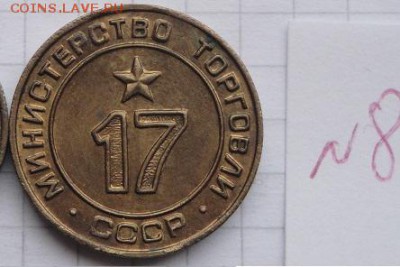 COINS.LAVE.RU
МИНИСТЕРСТВО ТОРГОВЛИ
17
· СССР ·
№8